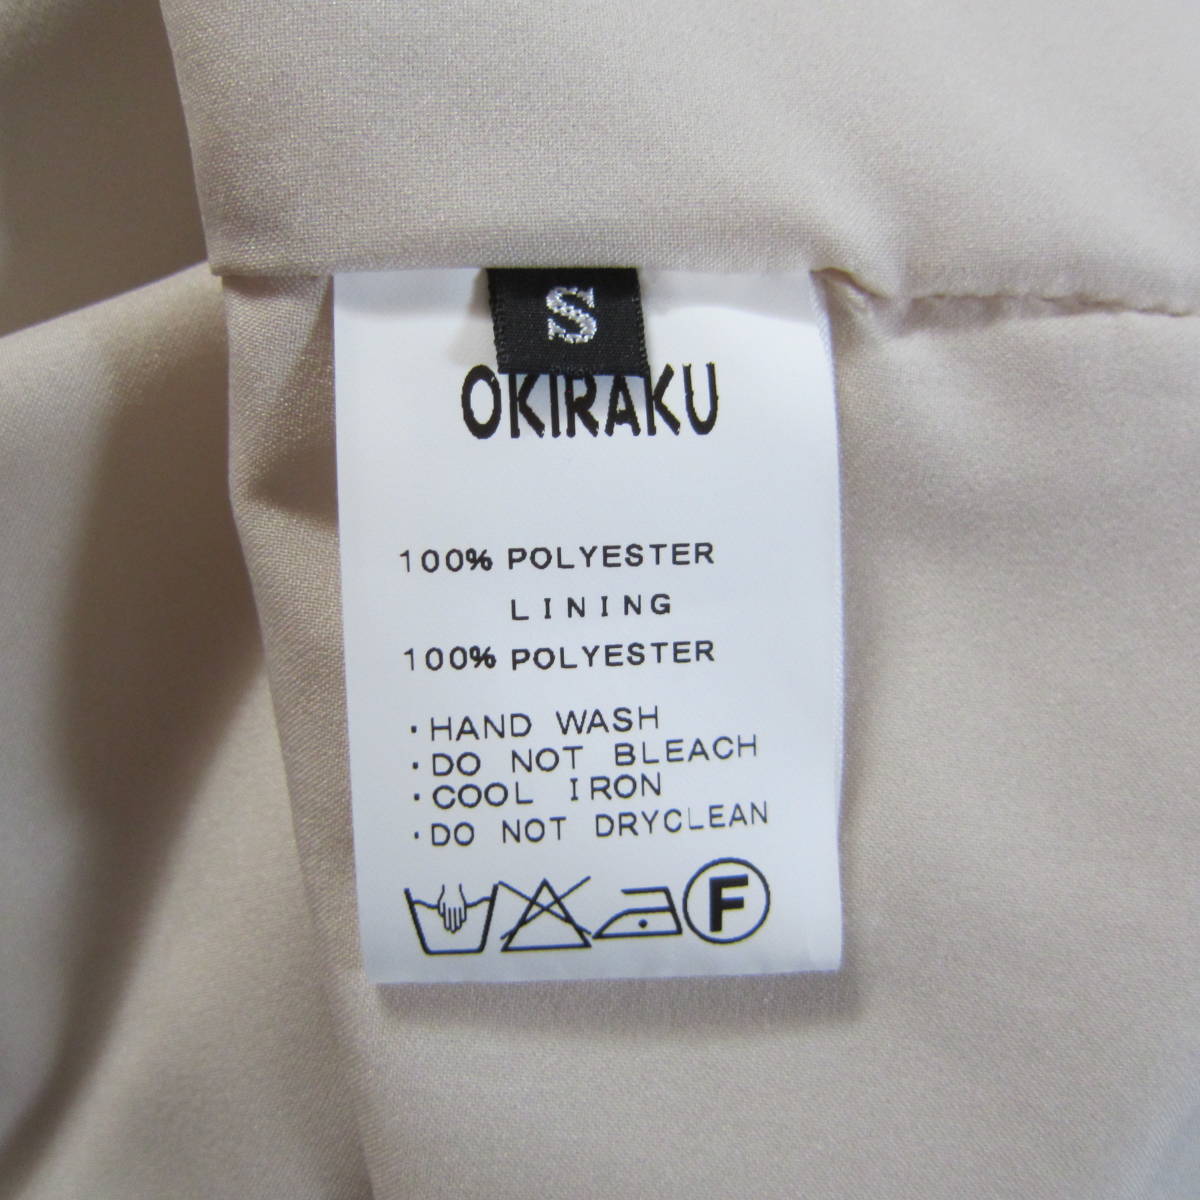 S
OKIRAKU
100% POLYESTER
LINING
100% POLYESTER
・HAND WASH
・DO NOT BLEACH
・COOL IRON
・DO NOT DRYCLEAN
F